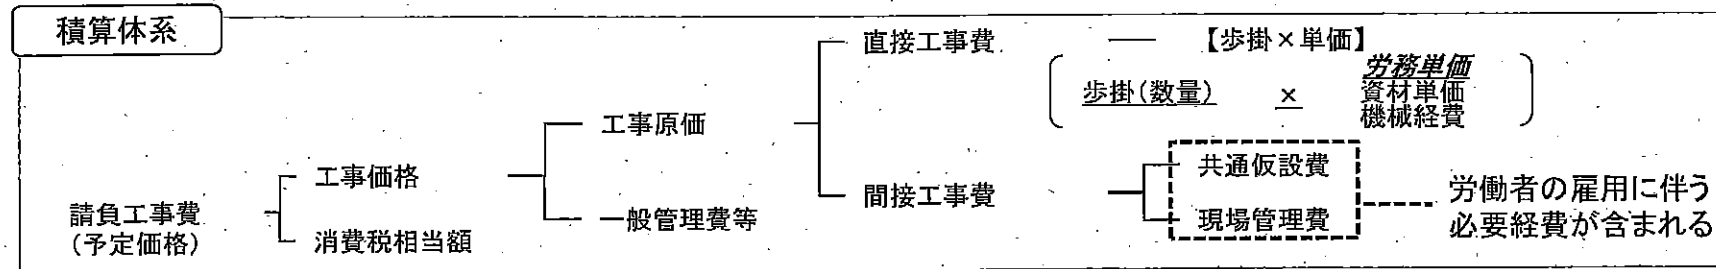 積算体系
直接工事費 ― 【歩掛×単価】
労務単価
歩掛(数量) × 資材単価
機械経費
工事原価
共通仮設費
工事価格
間接工事費
労働者の雇用に伴う
請負工事費
一般管理費等
現場管理費
必要経費が含まれる
(予定価格)
消費税相当額